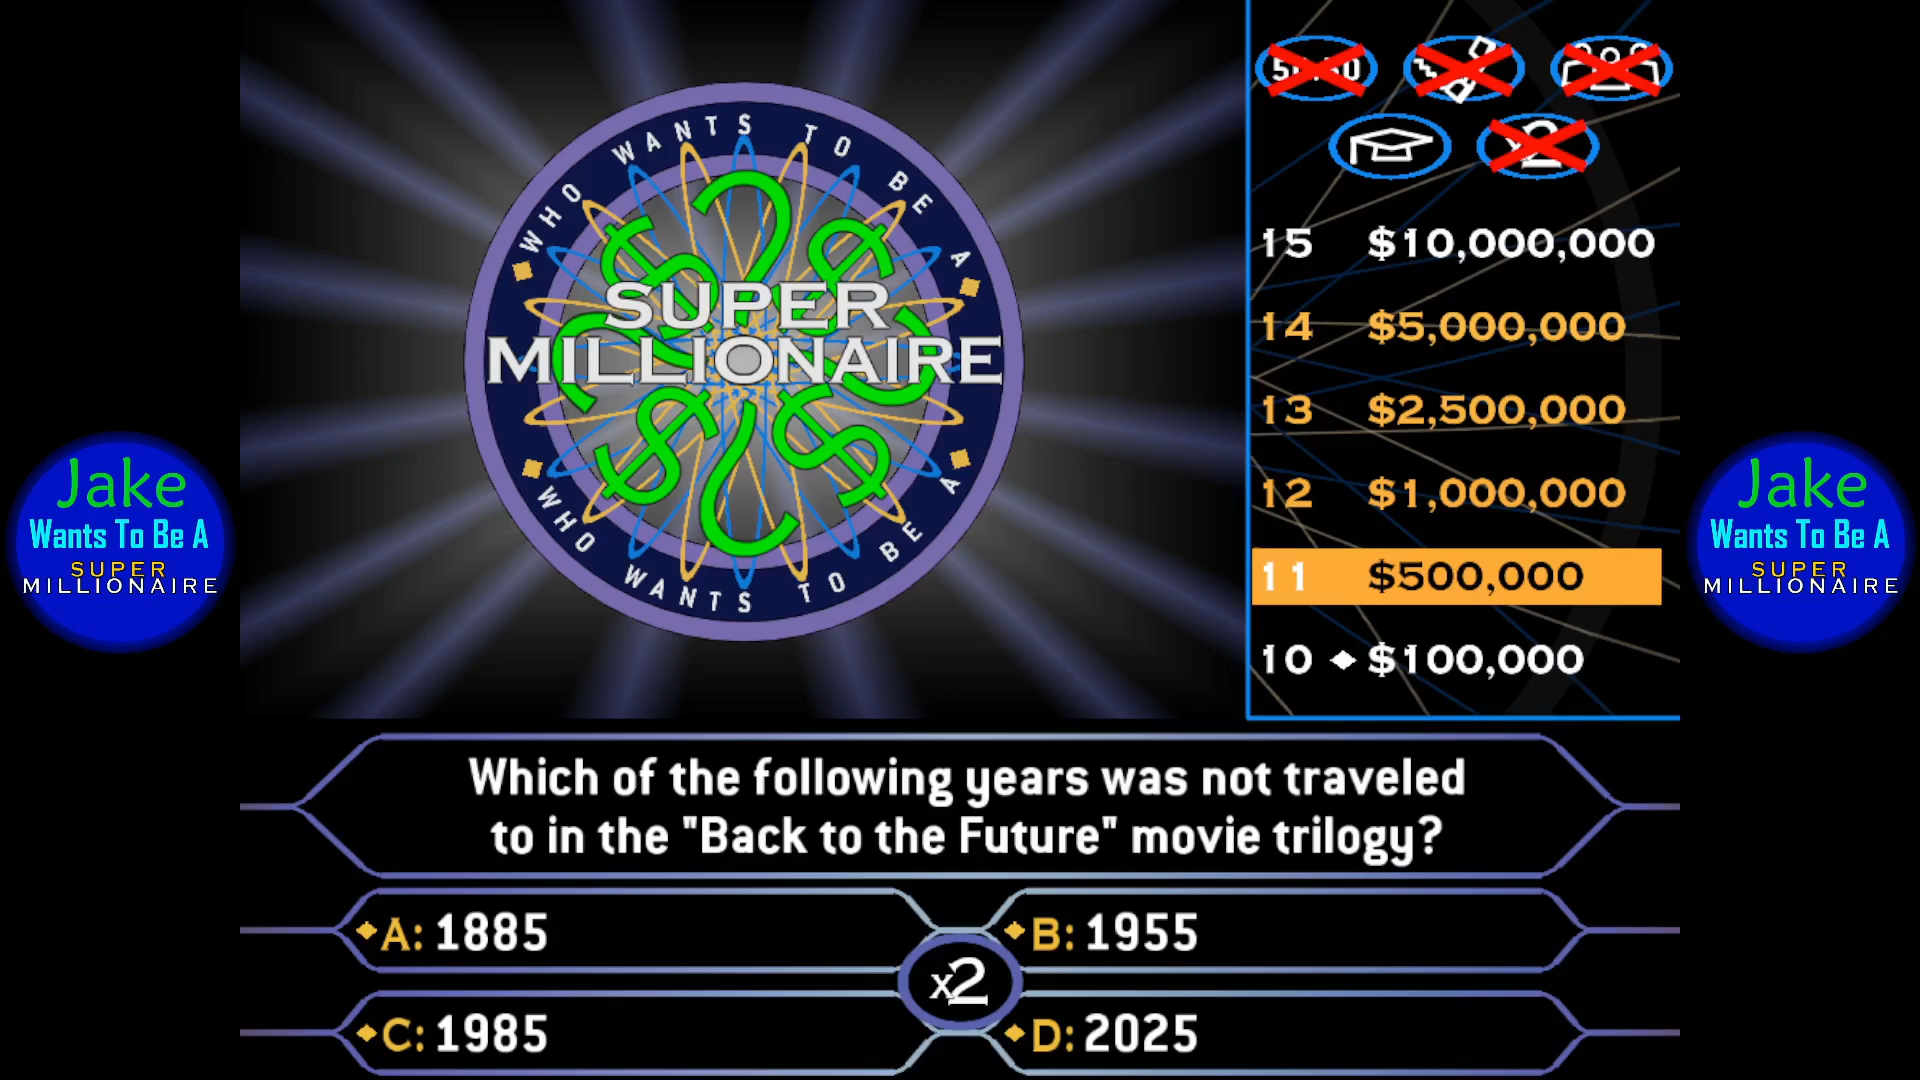 WHO WANTS TO BE A
WHO WANTS TO BE A
SUPER
MILLIONAIRE
50:50
x2
15 $10,000,000
14 $5,000,000
13 $2,500,000
12 $1,000,000
11 $500,000
10 ◆ $100,000
Jake
Wants To Be A
SUPER
MILLIONAIRE
Jake
Wants To Be A
SUPER
MILLIONAIRE
Which of the following years was not traveled
to in the "Back to the Future" movie trilogy?
◆A: 1885
◆B: 1955
x2
◆C: 1985
◆D: 2025